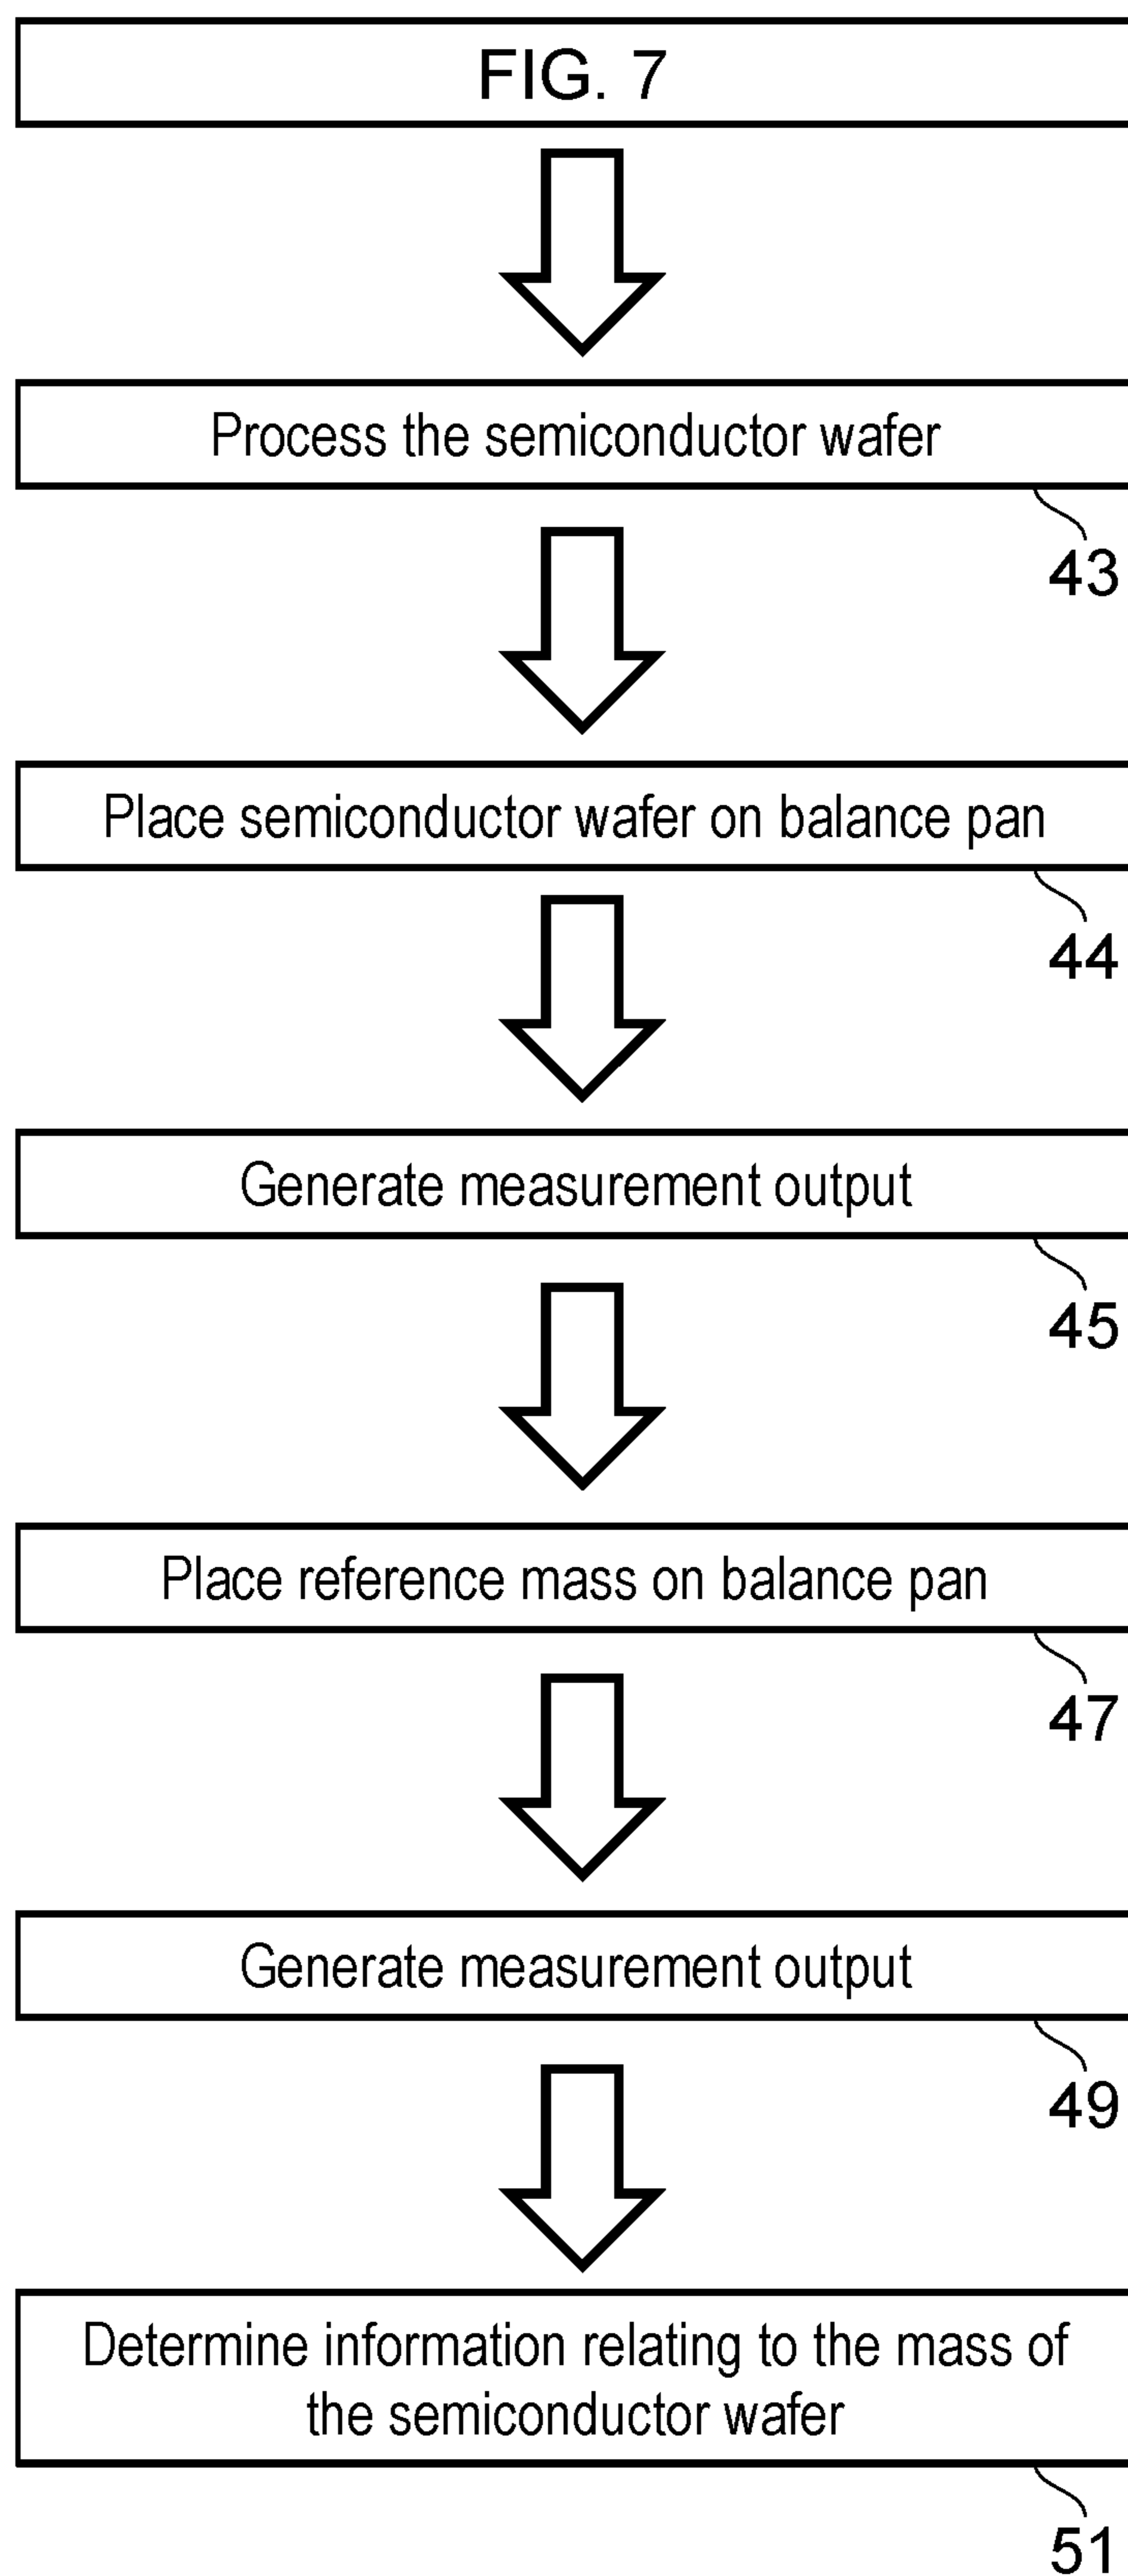 FIG. 7
Process the semiconductor wafer
43
Place semiconductor wafer on balance pan
44
Generate measurement output
45
Place reference mass on balance pan
47
Generate measurement output
49
Determine information relating to the mass of
the semiconductor wafer
51